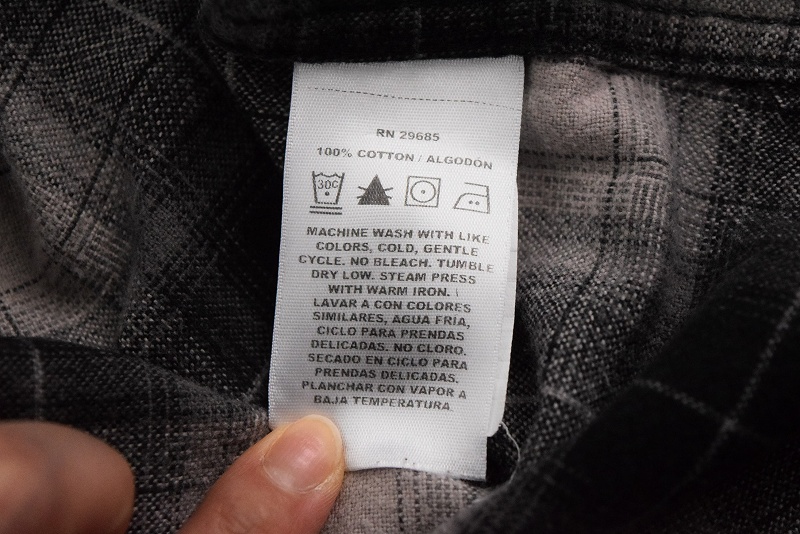 RN 29685
100% COTTON / ALGODÓN
30C
MACHINE WASH WITH LIKE
COLORS, COLD, GENTLE
CYCLE. NO BLEACH. TUMBLE
DRY LOW. STEAM PRESS
WITH WARM IRON. \
LAVAR A CON COLORES
SIMILARES, AGUA FRIA,
CICLO PARA PRENDAS
DELICADAS. NO CLORO.
SECADO EN CICLO PARA
PRENDAS DELICADAS.
PLANCHAR CON VAPOR A
BAJA TEMPERATURA.